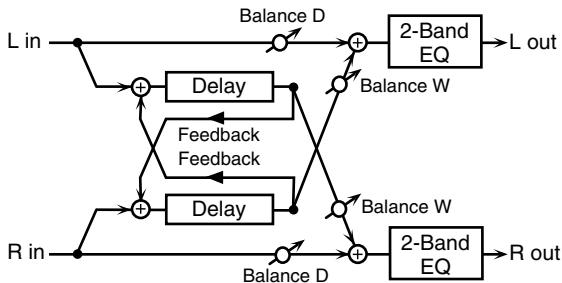 Balance D
L in
2-Band
EQ
L out
Delay
Balance W
Feedback
Feedback
Delay
Balance W
R in
2-Band
EQ
R out
Balance D